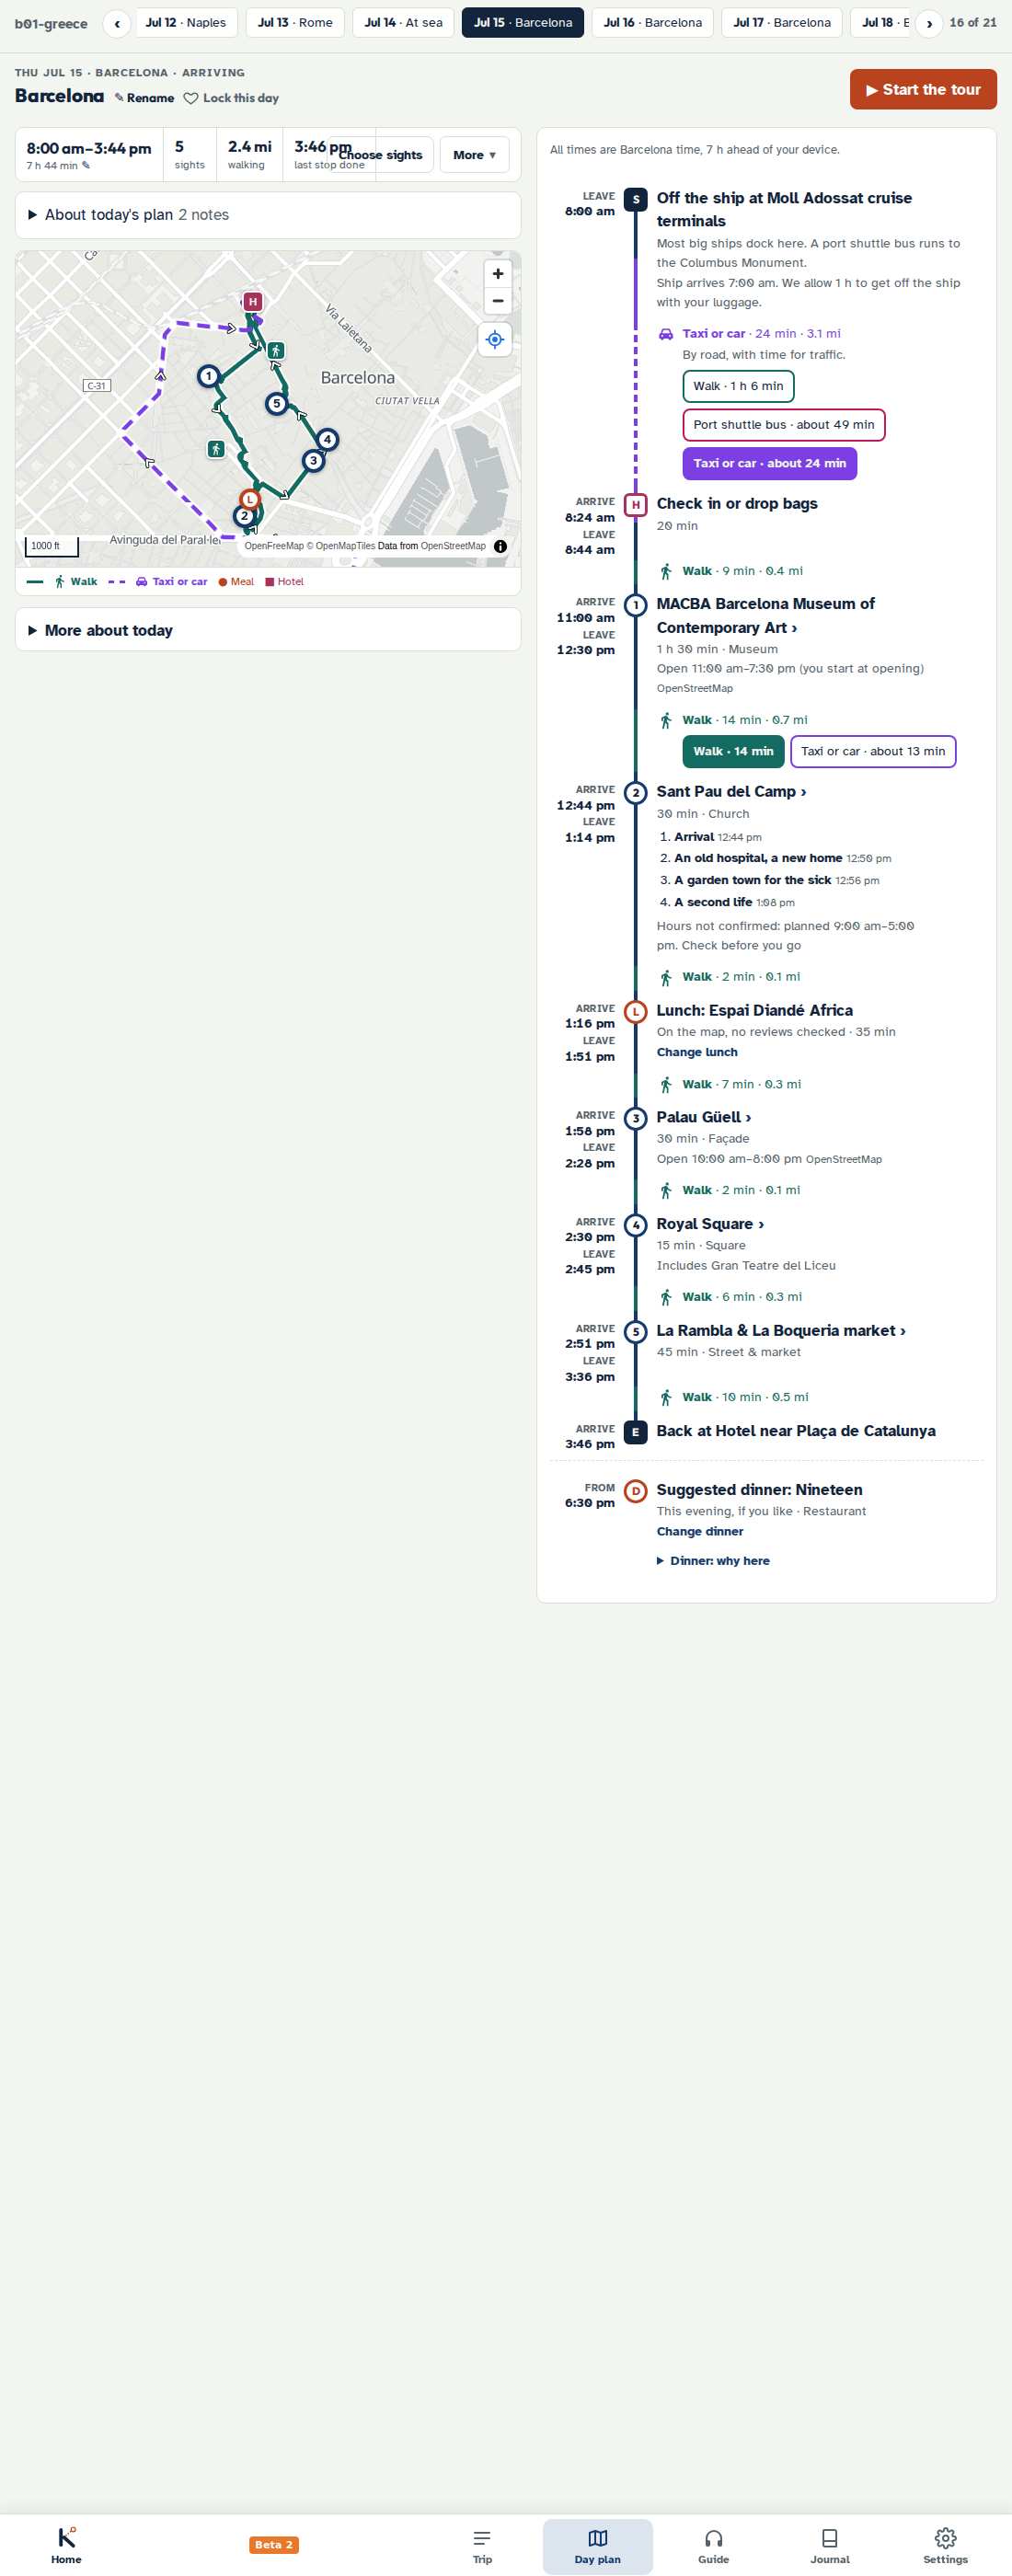 b01-greece
‹
Jul 12 · Naples
Jul 13 · Rome
Jul 14 · At sea
Jul 15 · Barcelona
Jul 16 · Barcelona
Jul 17 · Barcelona
Jul 18 ·
›
16 of 21
THU JUL 15 · BARCELONA · ARRIVING
Barcelona
✎ Rename
Lock this day
▶ Start the tour
8:00 am–3:44 pm
7 h 44 min ✎
5
sights
2.4 mi
walking
3:46 pm
last stop done
Choose sights
More ▼
▶ About today's plan 2 notes
+
−
H
Via Laietana
C-31
1
Barcelona
5
CIUTAT VELLA
4
3
L
2
1000 ft
Avinguda del Paral·lel
OpenFreeMap © OpenMapTiles Data from OpenStreetMap
Walk
Taxi or car
Meal
Hotel
▶ More about today
All times are Barcelona time, 7 h ahead of your device.
LEAVE
8:00 am
S
Off the ship at Moll Adossat cruise
terminals
Most big ships dock here. A port shuttle bus runs to
the Columbus Monument.
Ship arrives 7:00 am. We allow 1 h to get off the ship
with your luggage.
Taxi or car · 24 min · 3.1 mi
By road, with time for traffic.
Walk · 1 h 6 min
Port shuttle bus · about 49 min
Taxi or car · about 24 min
ARRIVE
8:24 am
LEAVE
8:44 am
H
Check in or drop bags
20 min
Walk · 9 min · 0.4 mi
ARRIVE
11:00 am
LEAVE
12:30 pm
1
MACBA Barcelona Museum of
Contemporary Art ›
1 h 30 min · Museum
Open 11:00 am–7:30 pm (you start at opening)
OpenStreetMap
Walk · 14 min · 0.7 mi
Walk · 14 min
Taxi or car · about 13 min
ARRIVE
12:44 pm
LEAVE
1:14 pm
2
Sant Pau del Camp ›
30 min · Church
1. Arrival 12:44 pm
2. An old hospital, a new home 12:50 pm
3. A garden town for the sick 12:56 pm
4. A second life 1:08 pm
Hours not confirmed: planned 9:00 am–5:00
pm. Check before you go
Walk · 2 min · 0.1 mi
ARRIVE
1:16 pm
LEAVE
1:51 pm
L
Lunch: Espai Diandé Africa
On the map, no reviews checked · 35 min
Change lunch
Walk · 7 min · 0.3 mi
ARRIVE
1:58 pm
LEAVE
2:28 pm
3
Palau Güell ›
30 min · Façade
Open 10:00 am–8:00 pm OpenStreetMap
Walk · 2 min · 0.1 mi
ARRIVE
2:30 pm
LEAVE
2:45 pm
4
Royal Square ›
15 min · Square
Includes Gran Teatre del Liceu
Walk · 6 min · 0.3 mi
ARRIVE
2:51 pm
LEAVE
3:36 pm
5
La Rambla & La Boqueria market ›
45 min · Street & market
Walk · 10 min · 0.5 mi
ARRIVE
3:46 pm
E
Back at Hotel near Plaça de Catalunya
FROM
6:30 pm
D
Suggested dinner: Nineteen
This evening, if you like · Restaurant
Change dinner
▶ Dinner: why here
Home
Beta 2
Trip
Day plan
Guide
Journal
Settings